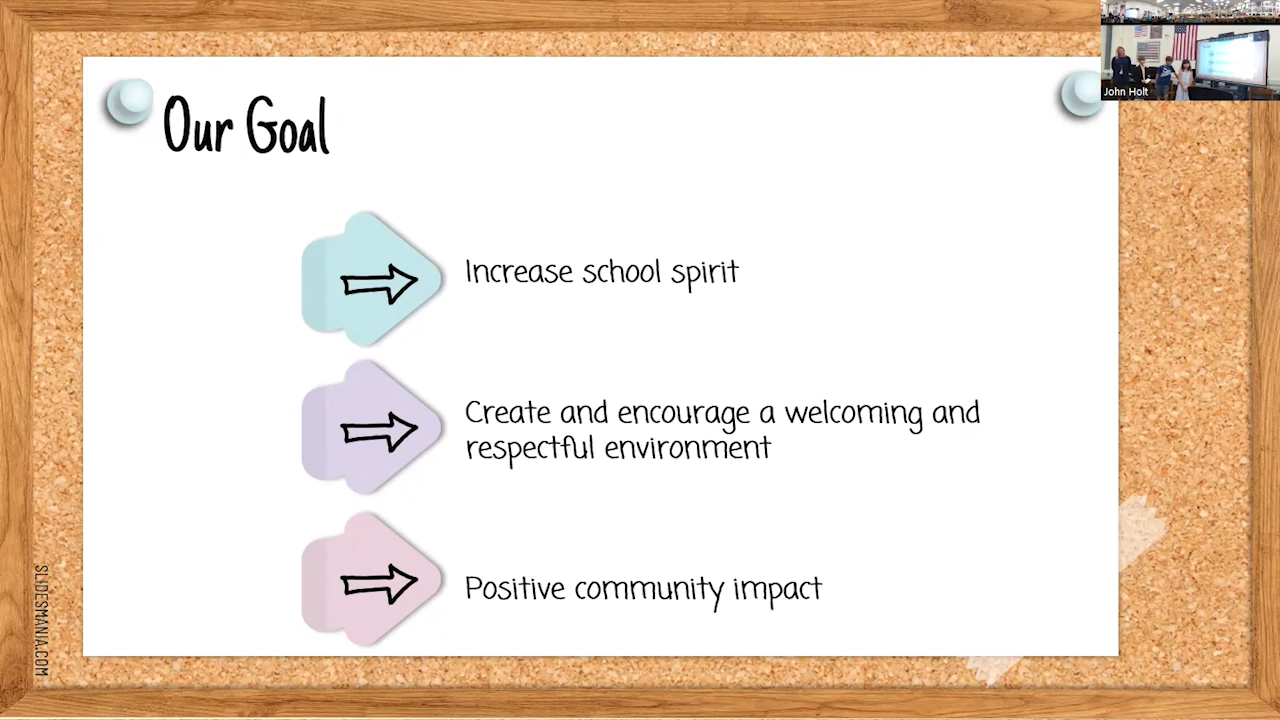 Our Goal
John Holt
Increase school spirit
Create and encourage a welcoming and
respectful environment
Positive community impact
SLIDESMANIA.COM